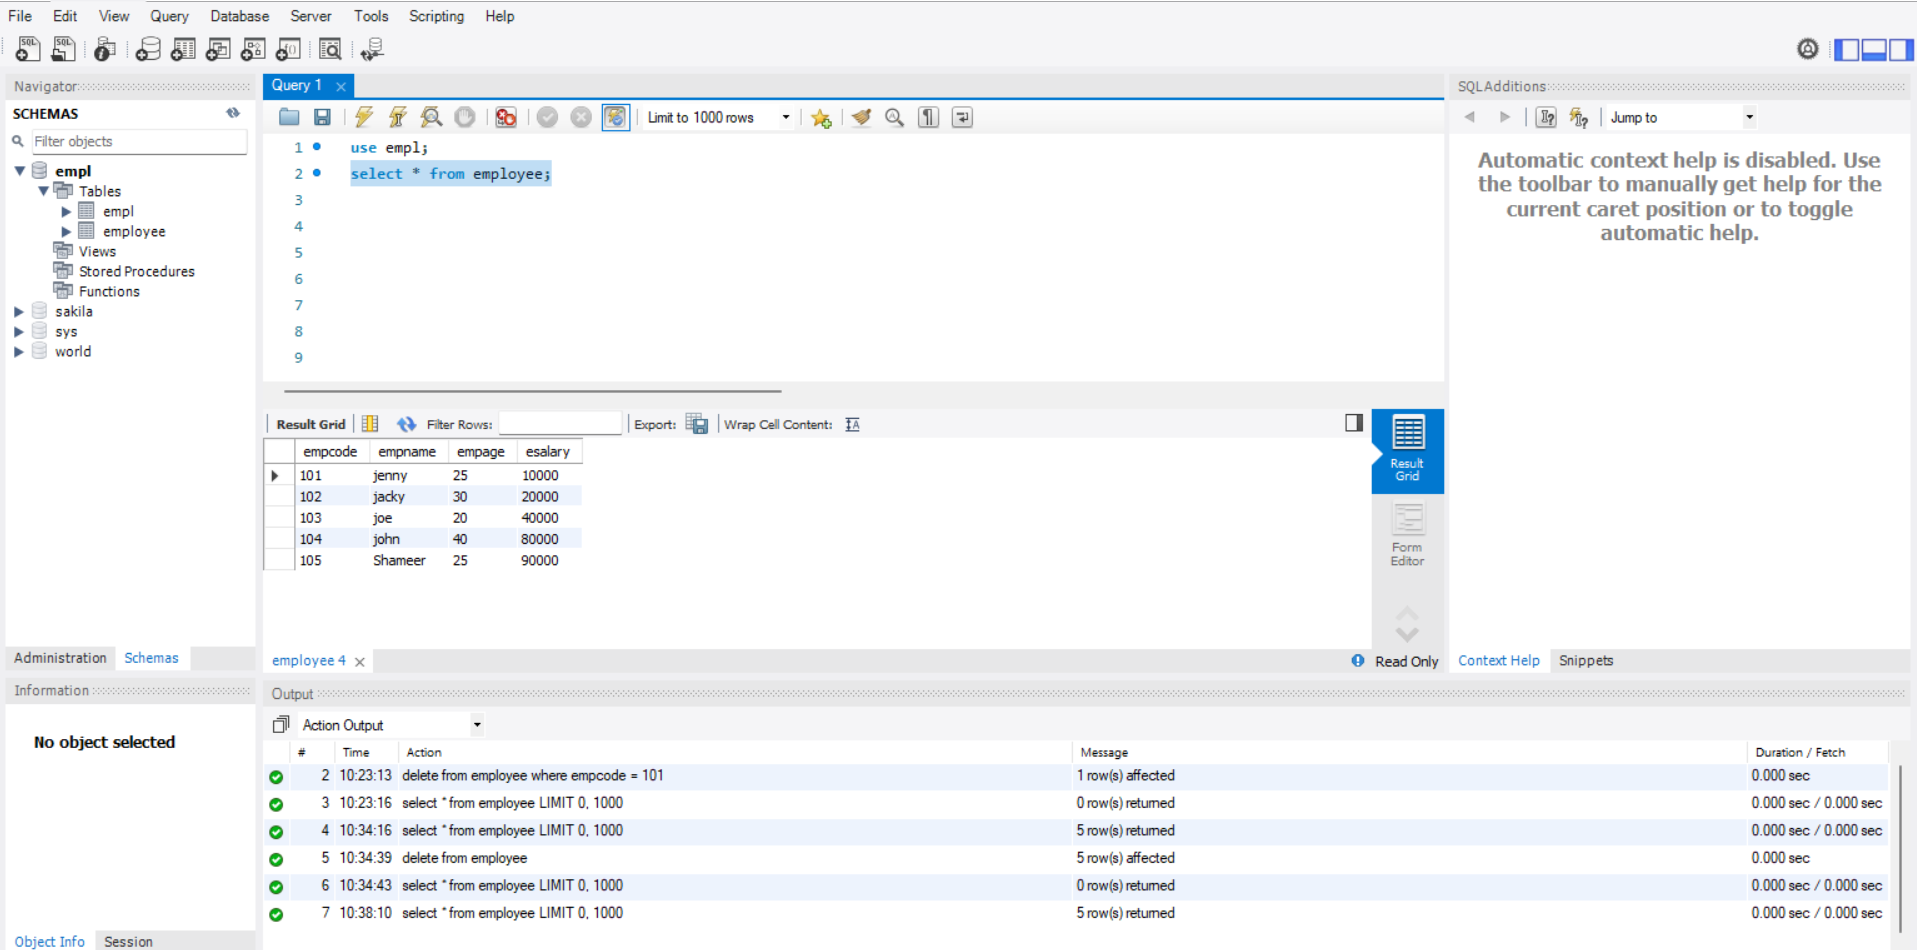 File Edit View Query Database Server Tools Scripting Help
Navigator
SCHEMAS
Filter objects
empl
Tables
empl
employee
Views
Stored Procedures
Functions
sakila
sys
world
Administration Schemas
Information
No object selected
Object Info Session
Query 1
Limit to 1000 rows
1 use empl;
2 select * from employee;
3
4
5
6
7
8
9
Result Grid Filter Rows: Export: Wrap Cell Content:
empcode empname empage esalary
101 jenny 25 10000
102 jacky 30 20000
103 joe 20 40000
104 john 40 80000
105 Shameer 25 90000
Result
Grid
Form
Editor
employee 4
Read Only
SQLAdditions
Jump to
Automatic context help is disabled. Use
the toolbar to manually get help for the
current caret position or to toggle
automatic help.
Context Help Snippets
Output
Action Output
# Time Action Message Duration / Fetch
2 10:23:13 delete from employee where empcode = 101 1 row(s) affected 0.000 sec
3 10:23:16 select * from employee LIMIT 0, 1000 0 row(s) returned 0.000 sec / 0.000 sec
4 10:34:16 select * from employee LIMIT 0, 1000 5 row(s) returned 0.000 sec / 0.000 sec
5 10:34:39 delete from employee 5 row(s) affected 0.000 sec
6 10:34:43 select * from employee LIMIT 0, 1000 0 row(s) returned 0.000 sec / 0.000 sec
7 10:38:10 select * from employee LIMIT 0, 1000 5 row(s) returned 0.000 sec / 0.000 sec